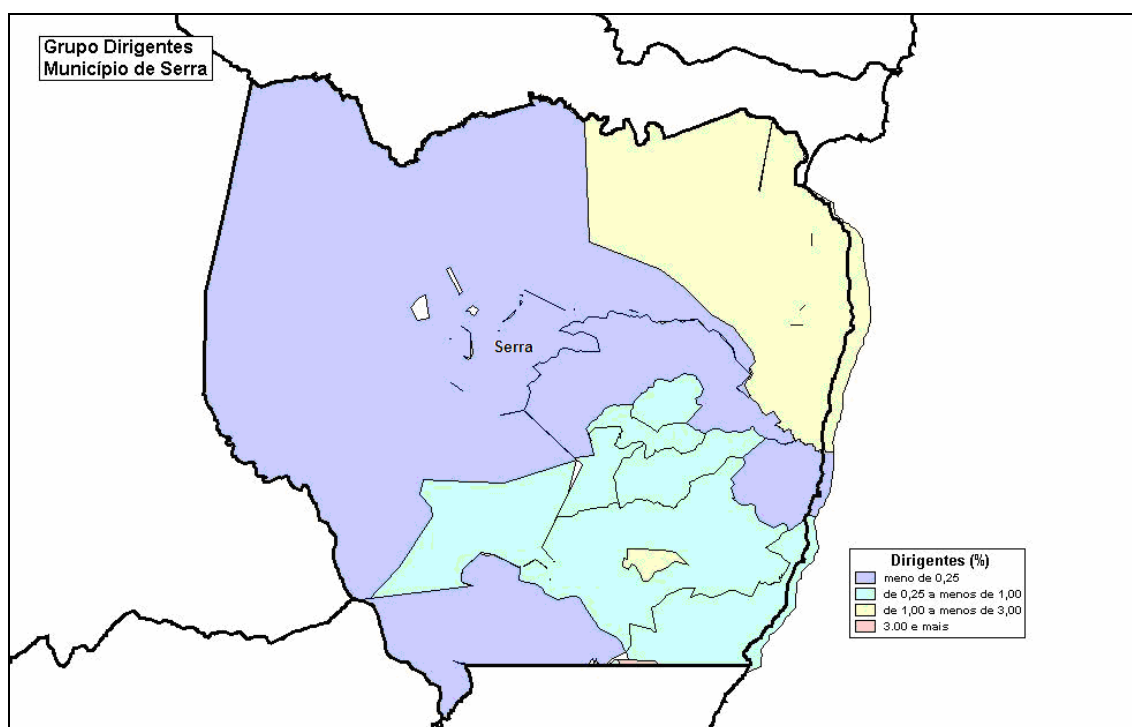 Grupo Dirigentes
Município de Serra
Serra
Dirigentes (%)
meno de 0,25
de 0,25 a menos de 1,00
de 1,00 a menos de 3,00
3.00 e mais